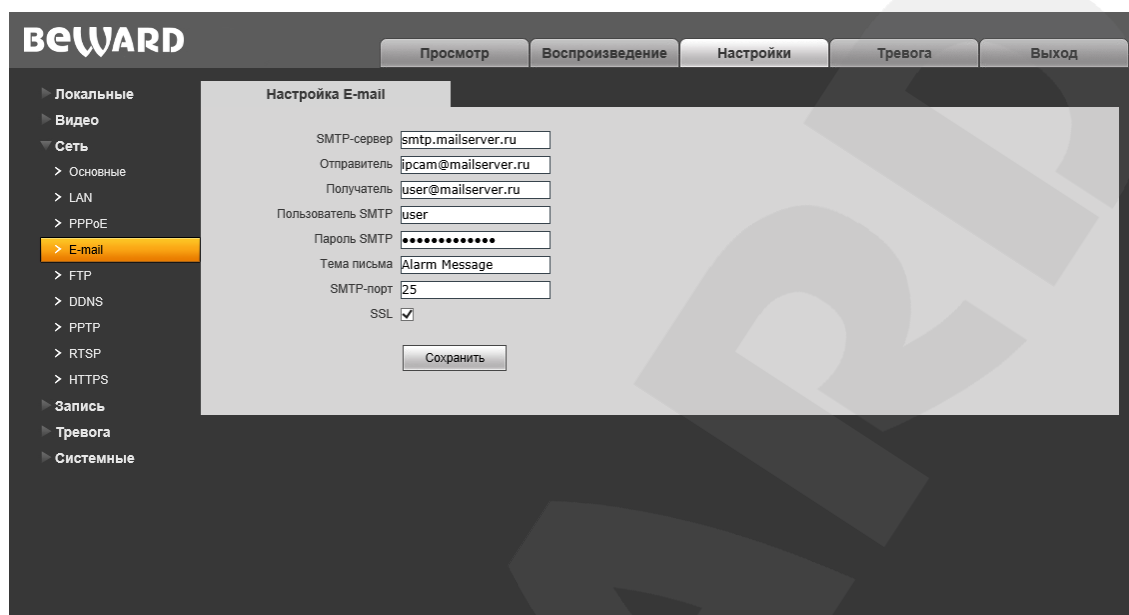 BEWARD
Просмотр Воспроизведение Настройки Тревога Выход
Локальные
Видео
Сеть
Основные
LAN
PPPoE
E-mail
FTP
DDNS
PPTP
RTSP
HTTPS
Запись
Тревога
Системные
Настройка E-mail
SMTP-сервер smtp.mailserver.ru
Отправитель ipcam@mailserver.ru
Получатель user@mailserver.ru
Пользователь SMTP user
Пароль SMTP •••••••••••••
Тема письма Alarm Message
SMTP-порт 25
SSL
Сохранить